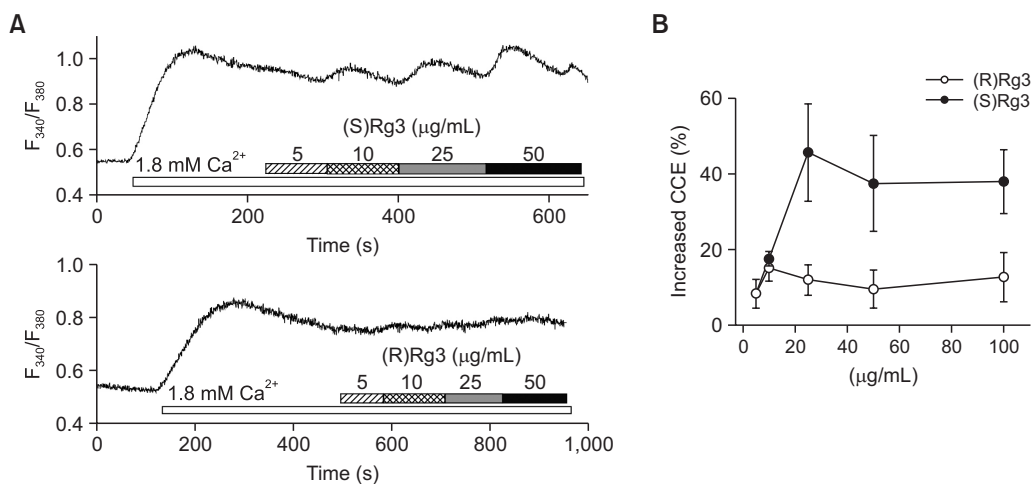 A
1.0
0.8
0.6
0.4
F340/F380
(S)Rg3 (μg/mL)
5 10 25 50
1.8 mM Ca2+
0 200 400 600
Time (s)
1.0
0.8
0.6
0.4
F340/F380
(R)Rg3 (μg/mL)
5 10 25 50
1.8 mM Ca2+
0 200 400 600 800 1,000
Time (s)
B
(R)Rg3
(S)Rg3
60
40
20
0
Increased CCE (%)
0 20 40 60 80 100
(μg/mL)